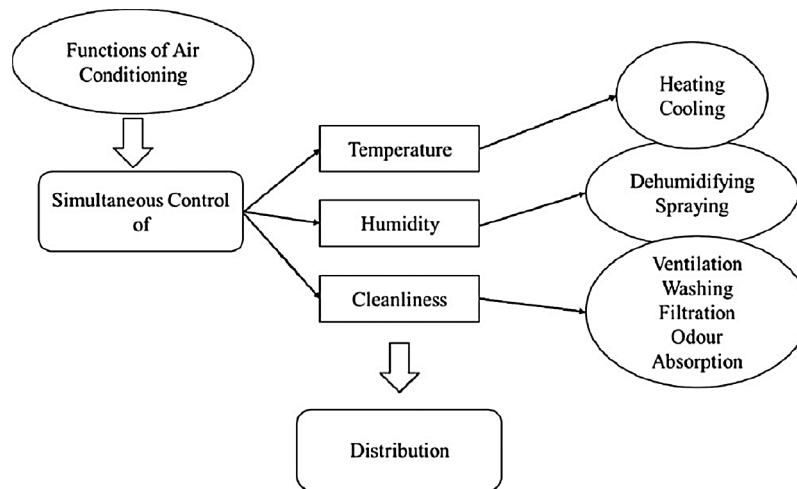 Functions of Air
Conditioning
Simultaneous Control
of
Temperature
Humidity
Cleanliness
Heating
Cooling
Dehumidifying
Spraying
Ventilation
Washing
Filtration
Odour
Absorption
Distribution